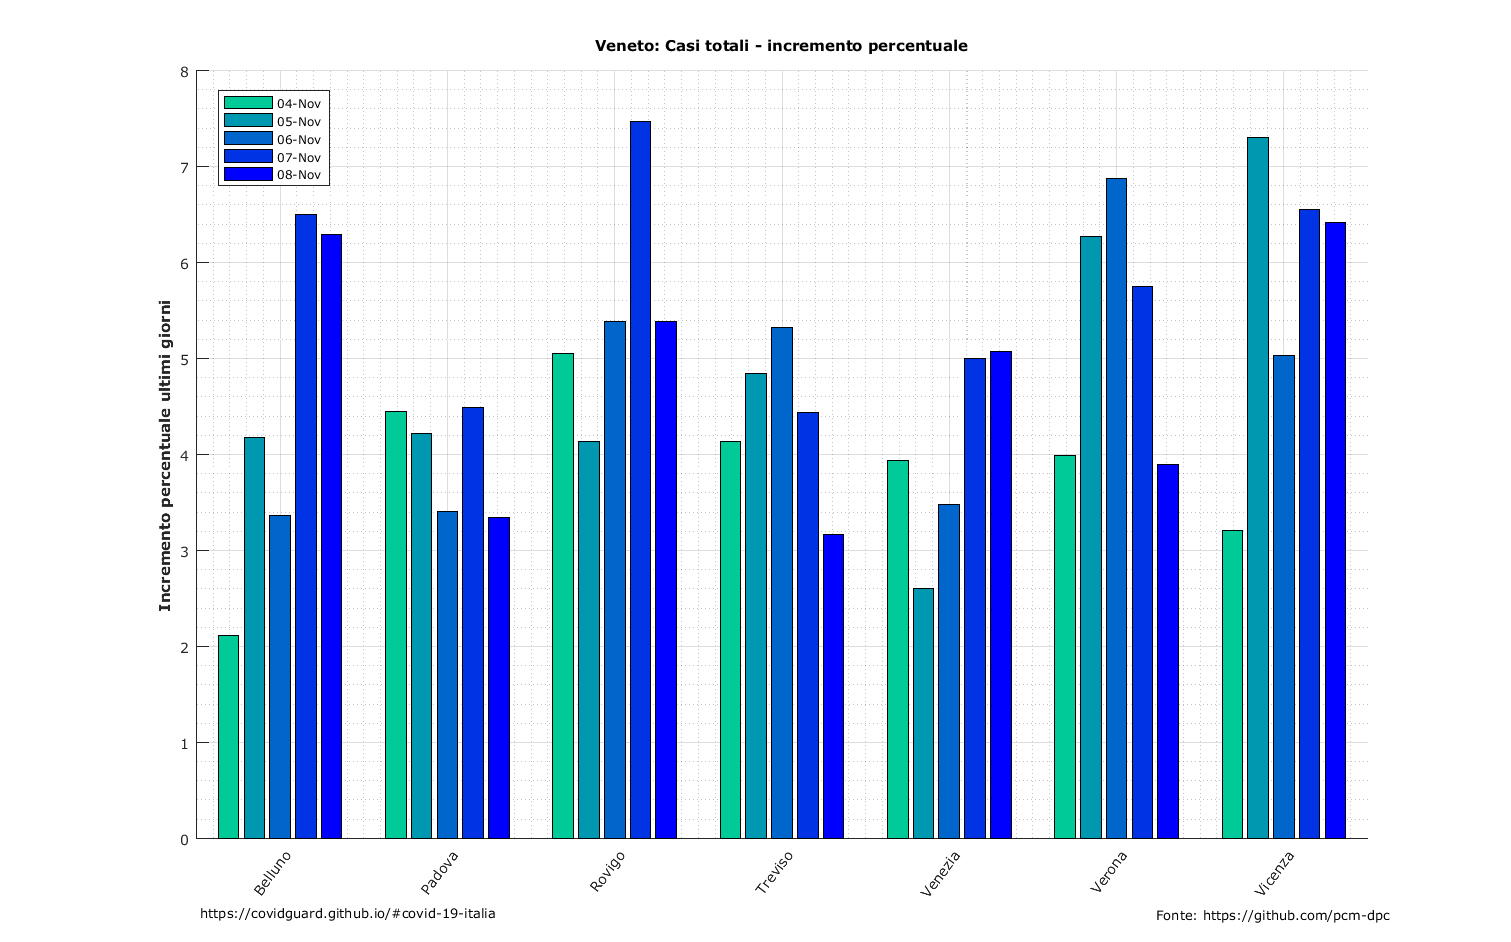 Veneto: Casi totali - incremento percentuale
8
7
6
5
4
3
2
1
0
04-Nov
05-Nov
06-Nov
07-Nov
08-Nov
Incremento percentuale ultimi giorni
Belluno
Padova
Rovigo
Treviso
Venezia
Verona
Vicenza
https://covidguard.github.io/#covid-19-italia
Fonte: https://github.com/pcm-dpc